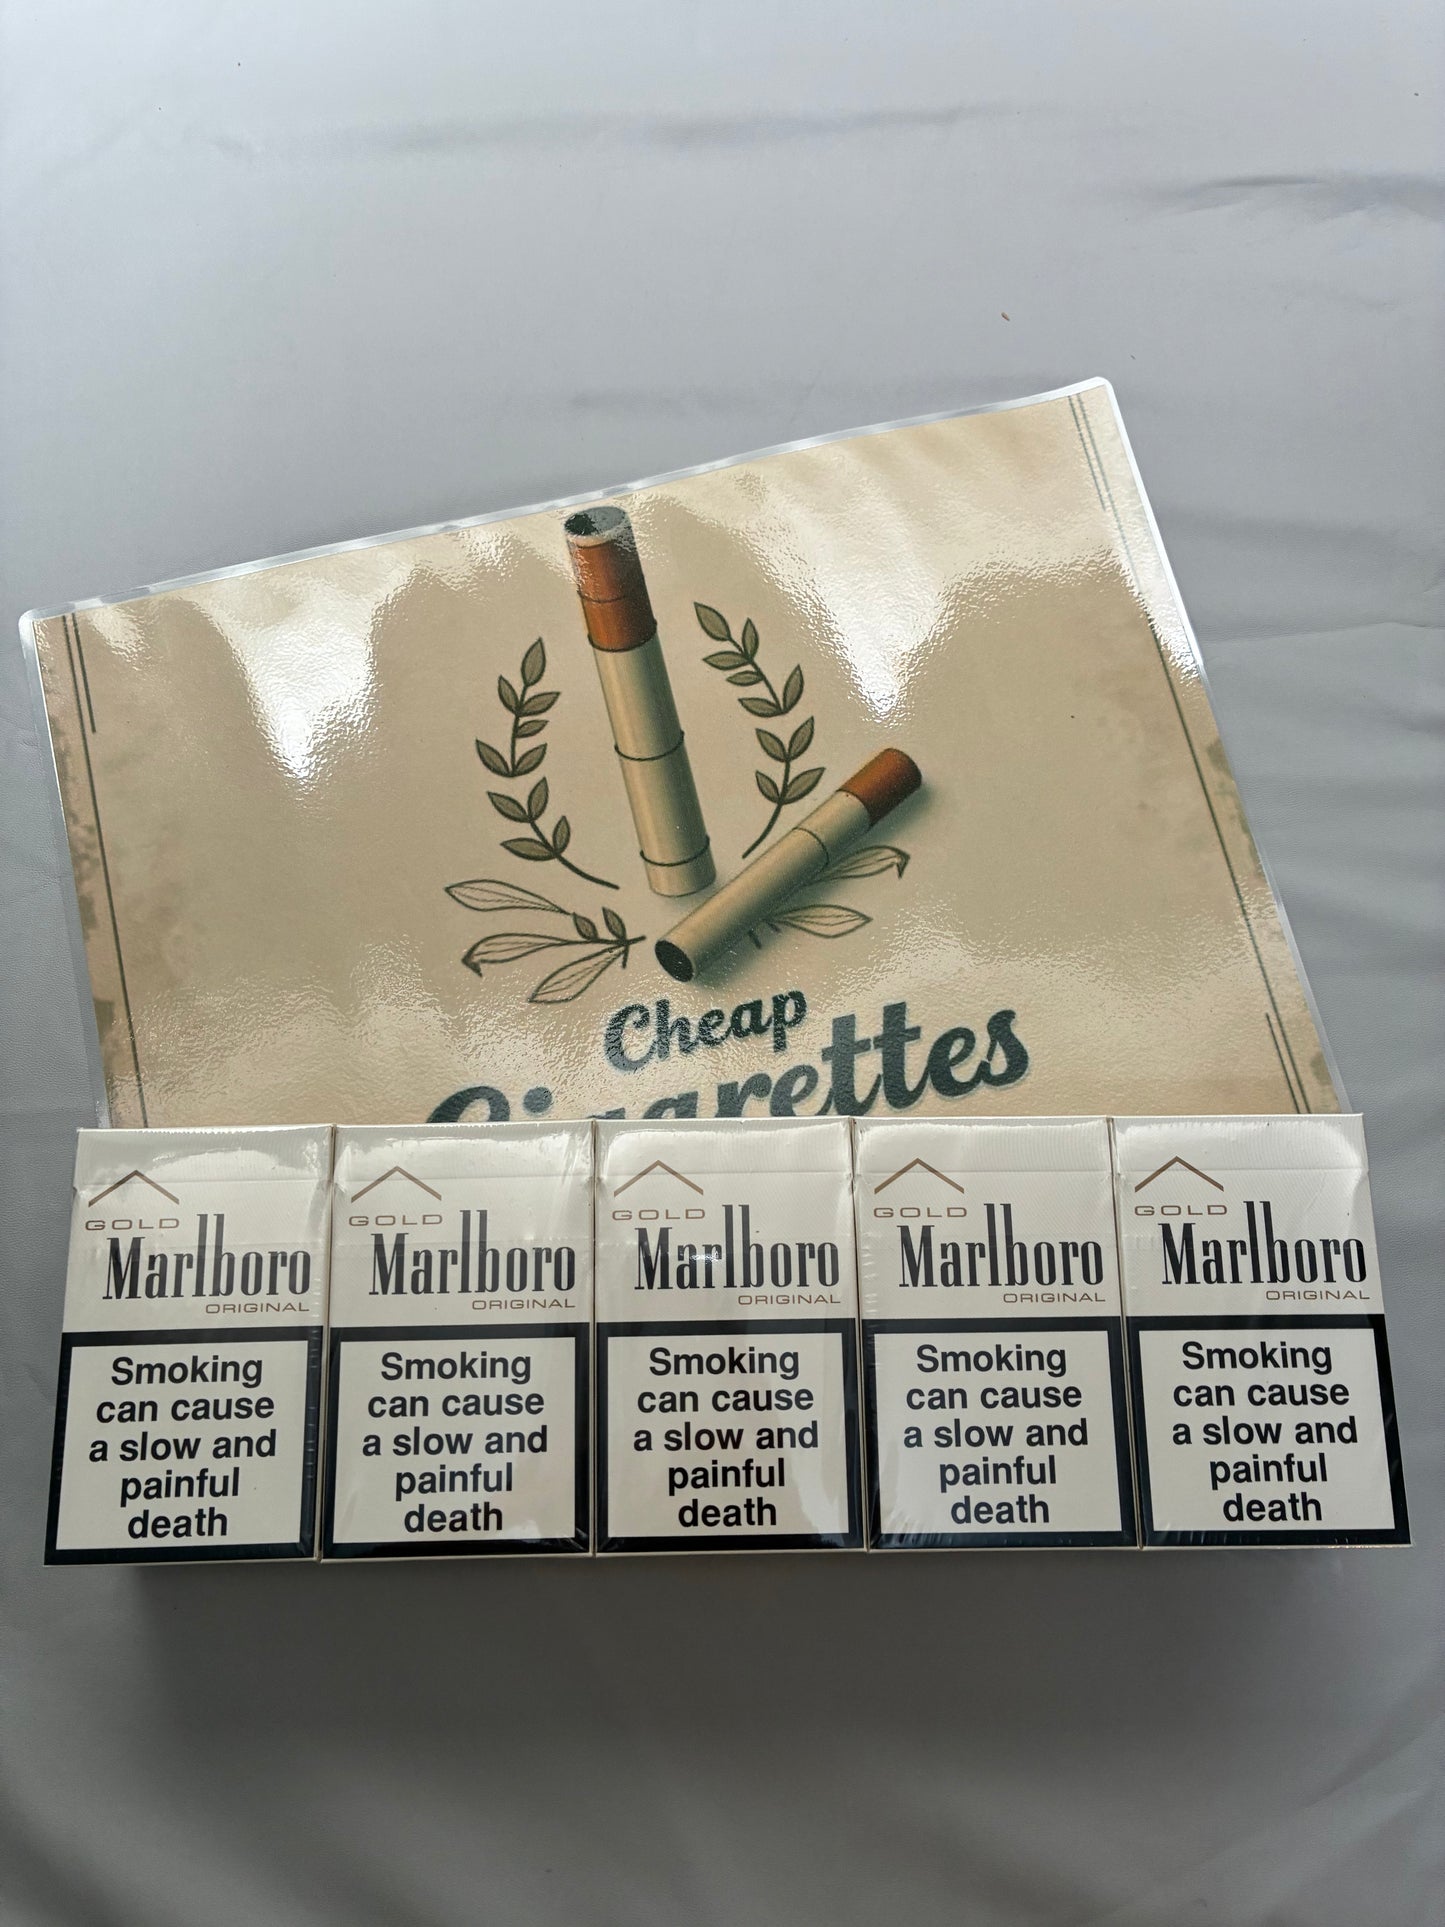 Cheap
Cigarettes
GOLD
Marlboro
ORIGINAL
Smoking
can cause
a slow and
painful
death
GOLD
Marlboro
ORIGINAL
Smoking
can cause
a slow and
painful
death
GOLD
Marlboro
ORIGINAL
Smoking
can cause
a slow and
painful
death
GOLD
Marlboro
ORIGINAL
Smoking
can cause
a slow and
painful
death
GOLD
Marlboro
ORIGINAL
Smoking
can cause
a slow and
painful
death